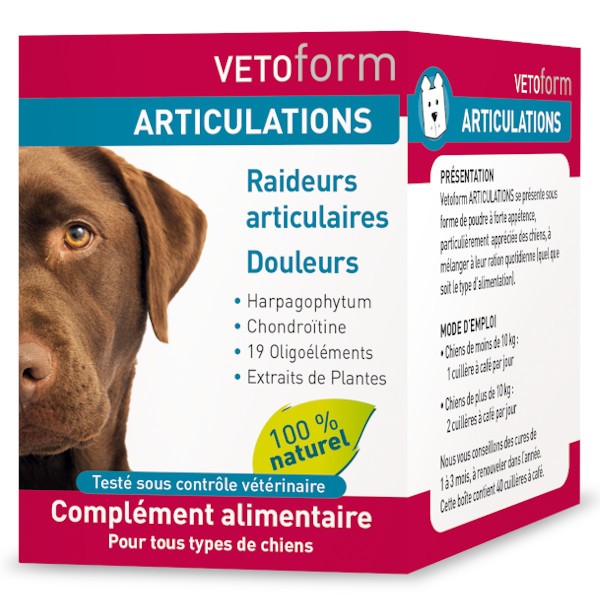 VETOform
ARTICULATIONS
Raideurs
articulaires
Douleurs
• Harpagophytum
• Chondroïtine
• 19 Oligoéléments
• Extraits de Plantes
100 %
naturel
Testé sous contrôle vétérinaire
Complément alimentaire
Pour tous types de chiens
VETOform
ARTICULATIONS
PRÉSENTATION
Vetoform ARTICULATIONS se présente sous
forme de poudre à forte appétence,
particulièrement appréciée des chiens, à
mélanger à leur ration quotidienne (quel que
soit le type d'alimentation).
MODE D'EMPLOI
• Chiens de moins de 10 kg :
1 cuillère à café par jour
• Chiens de plus de 10 kg :
2 cuillères à café par jour
Nous vous conseillons des cures de
1 à 3 mois, à renouveler dans l'année.
Cette boîte contient 40 cuillères à café.